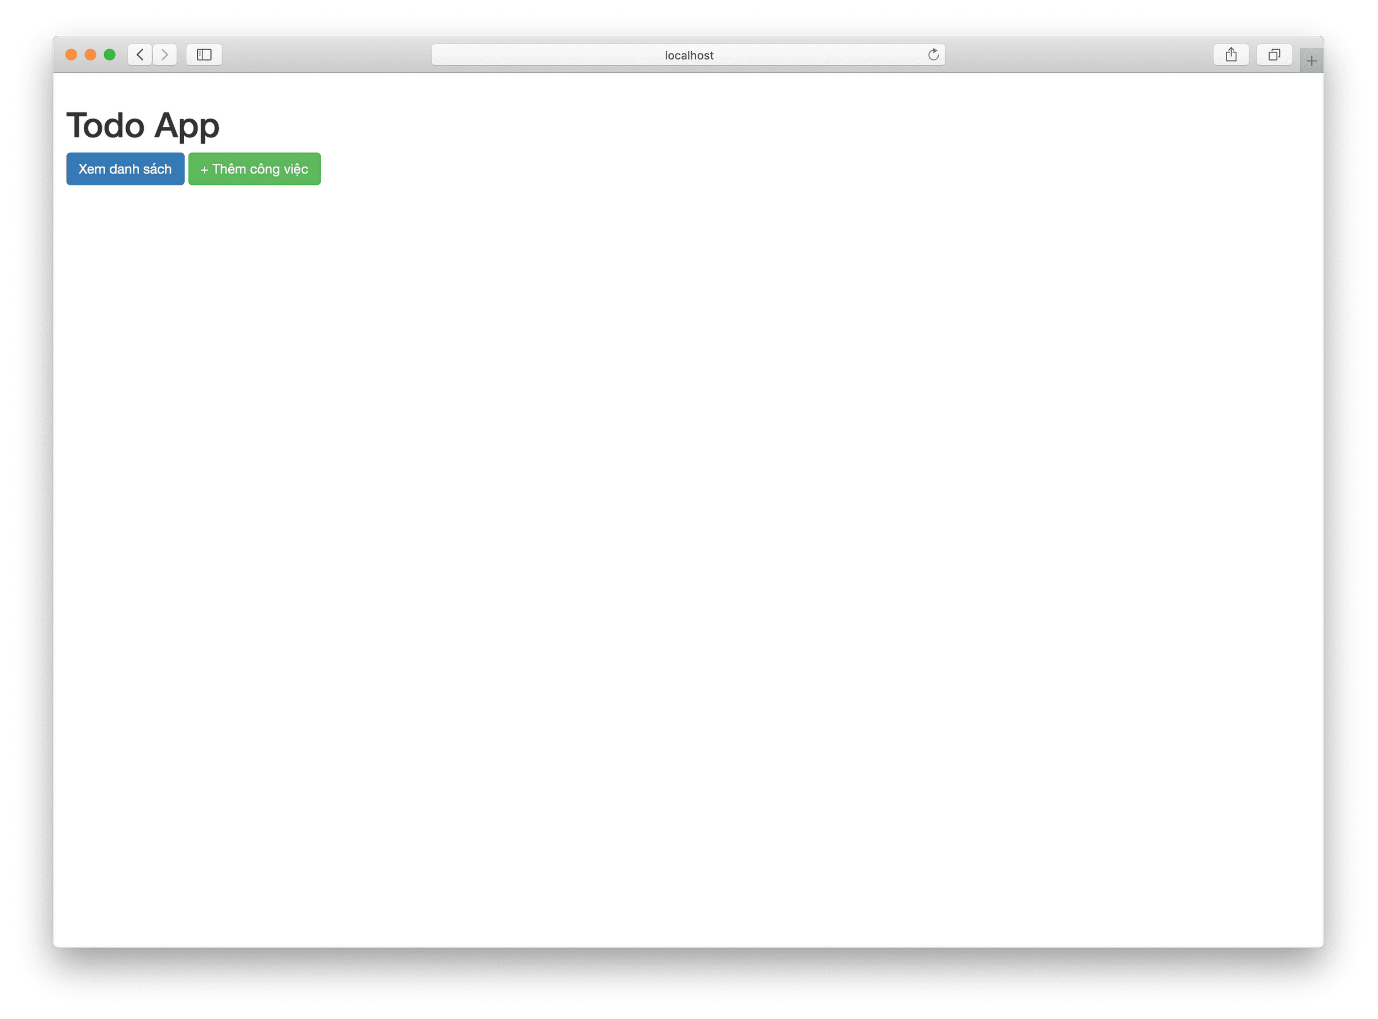 localhost
Todo App
Xem danh sách + Thêm công việc